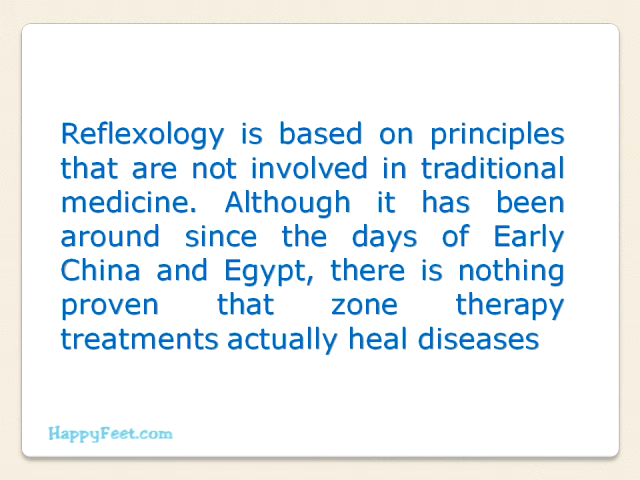 Reflexology is based on principles
that are not involved in traditional
medicine. Although it has been
around since the days of Early
China and Egypt, there is nothing
proven that zone therapy
treatments actually heal diseases
HappyFeet.com